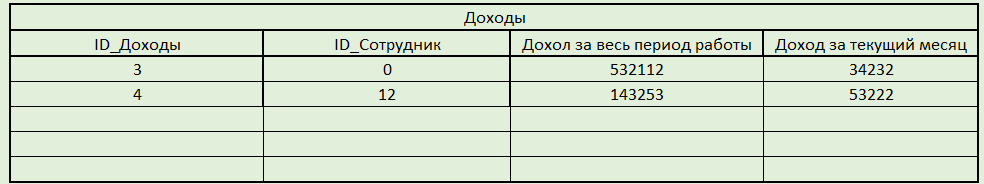 Доходы
ID_Доходы ID_Сотрудник Дохол за весь период работы Доход за текущий месяц
3 0 532112 34232
4 12 143253 53222